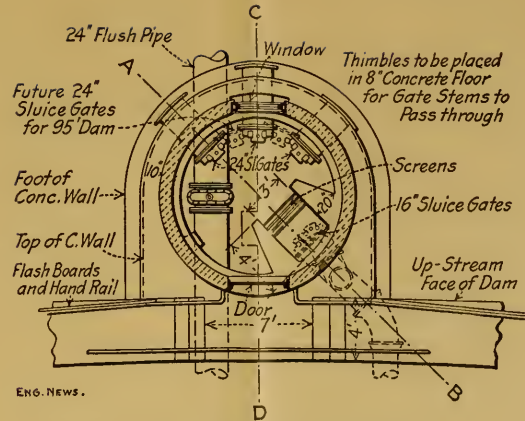 C
24" Flush Pipe
Window
A
Future 24"
Sluice Gates
for 95' Dam
Thimbles to be placed
in 8" Concrete Floor
for Gate Stems to
Pass through
10"
24" Sl. Gates
Screens
3'
20"
16" Sluice Gates
Foot of
Conc. Wall
Top of C. Wall
4'
Flash Boards
and Hand Rail
Up-Stream
Face of Dam
Door
7'
4'
B
ENG. NEWS.
D